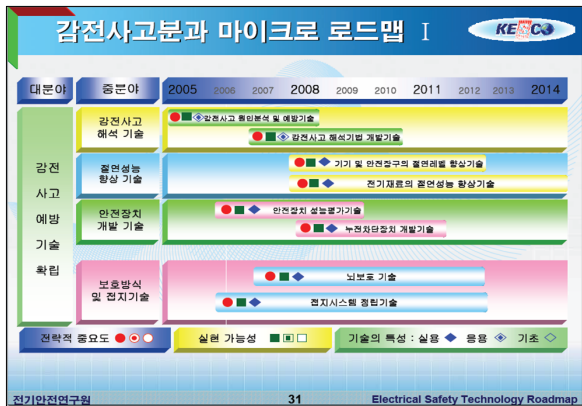 감전사고분과 마이크로 로드맵 I
KESCO
대분야 중분야 2005 2006 2007 2008 2009 2010 2011 2012 2013 2014
감전
사고
예방
기술
확립
감전사고
해석 기술
감전사고 원인분석 및 예방기술
감전사고 해석기법 개발기술
절연성능
향상 기술
기기 및 안전장구의 절연레벨 향상기술
전기재료의 절연성능 향상기술
안전장치
개발 기술
안전장치 성능평가기술
누전차단장치 개발기술
보호방식
및 접지기술
뇌보호 기술
접지시스템 정립기술
전략적 중요도
실현 가능성
기술의 특성 : 실용 응용 기초
전기안전연구원 31 Electrical Safety Technology Roadmap